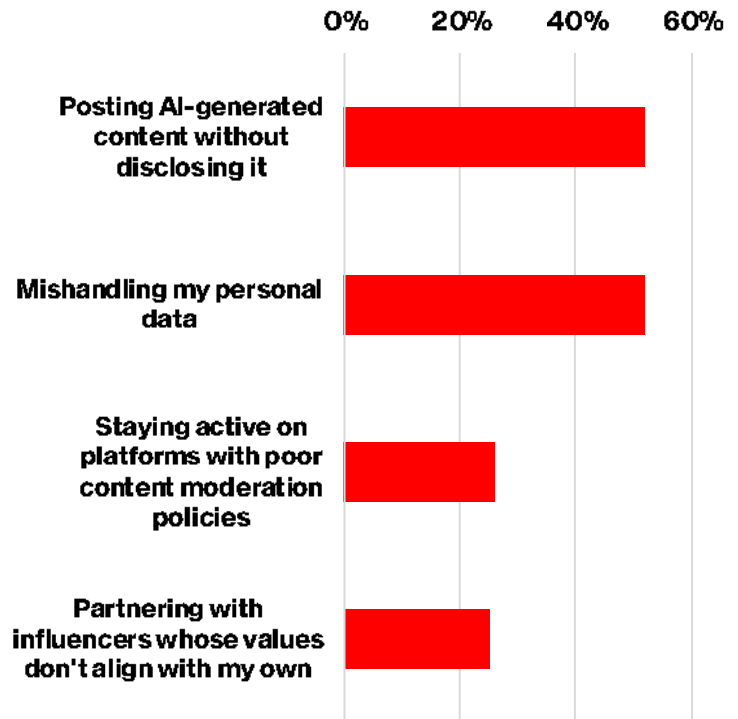 0% 20% 40% 60%
Posting AI-generated
content without
disclosing it
Mishandling my personal
data
Staying active on
platforms with poor
content moderation
policies
Partnering with
influencers whose values
don't align with my own